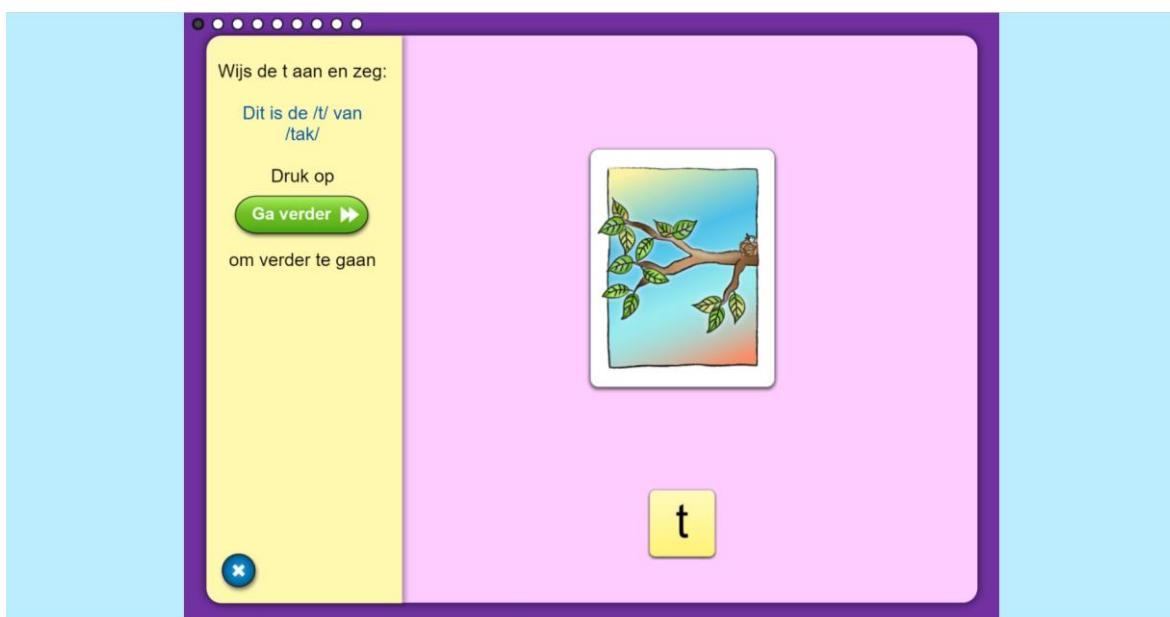 Wijs de t aan en zeg:
Dit is de /t/ van
/tak/
Druk op
Ga verder
om verder te gaan
t